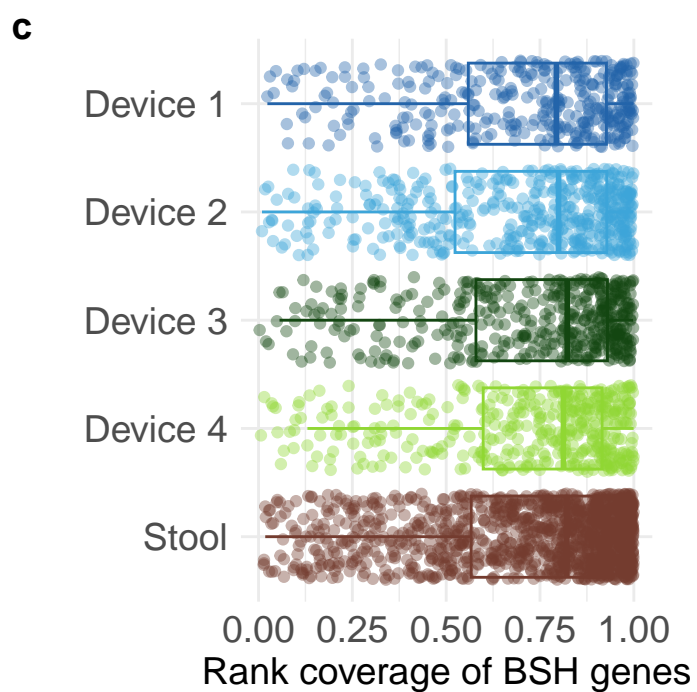 c
Device 1
Device 2
Device 3
Device 4
Stool
0.00 0.25 0.50 0.75 1.00
Rank coverage of BSH genes